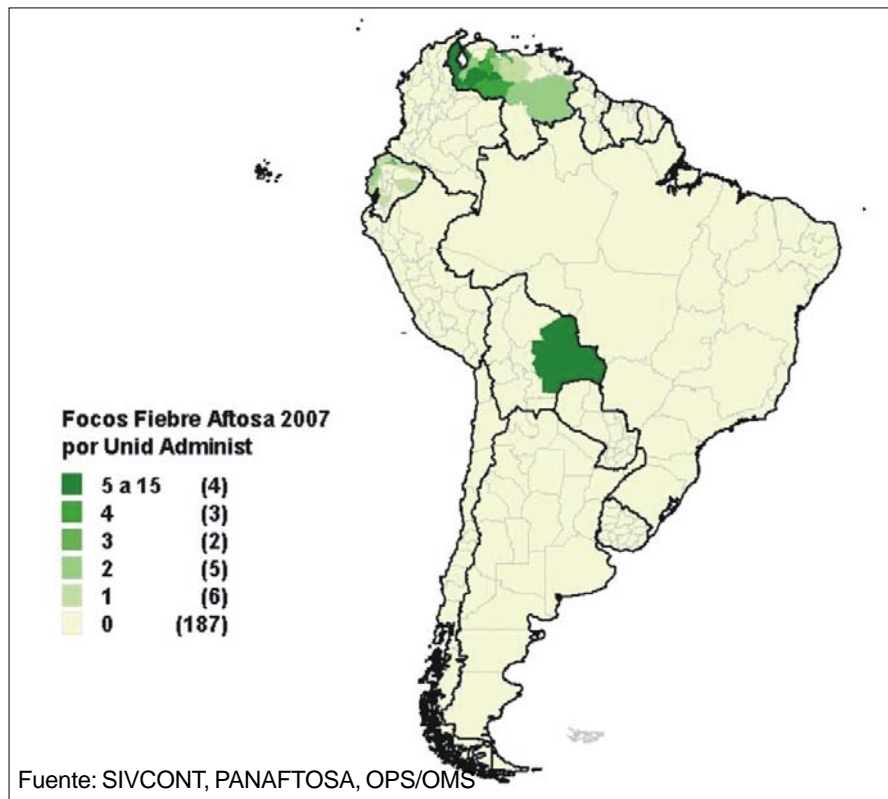 Focos Fiebre Aftosa 2007
por Unid Administ
5 a 15 (4)
4 (3)
3 (2)
2 (5)
1 (6)
0 (187)
Fuente: SIVCONT, PANAFTOSA, OPS/OMS